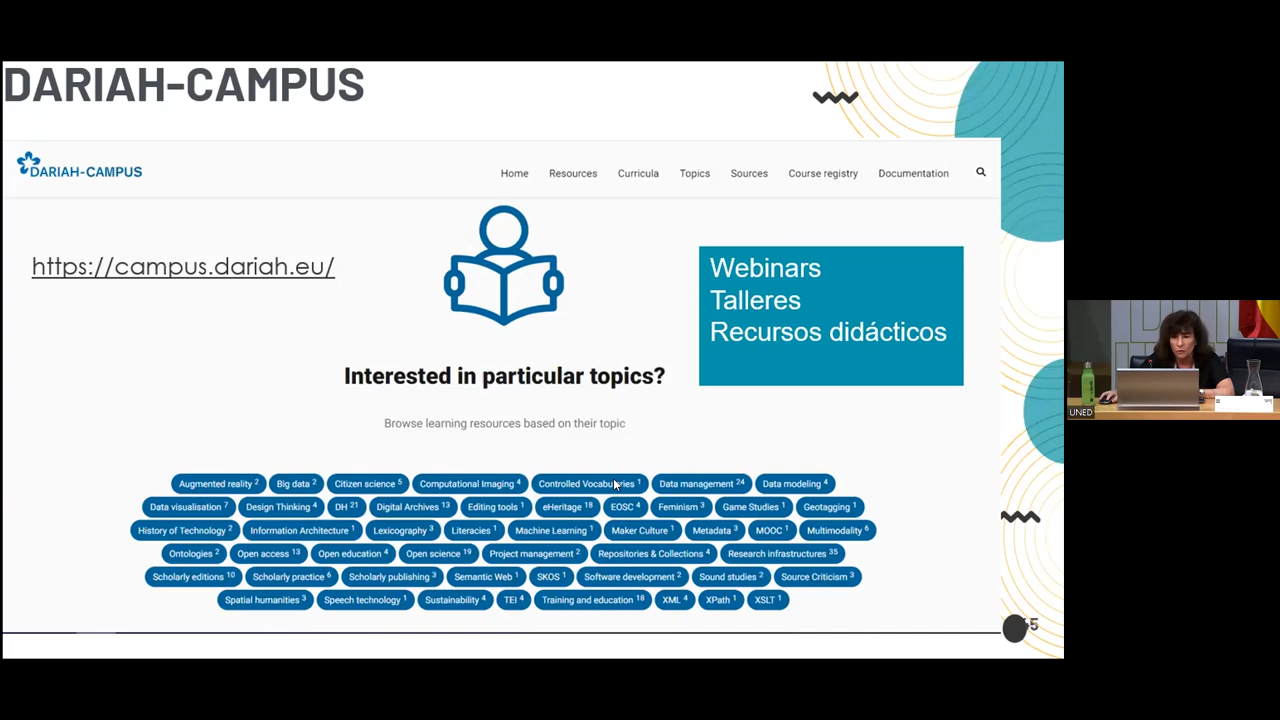 DARIAH-CAMPUS
DARIAH-CAMPUS
Home Resources Curricula Topics Sources Course registry Documentation
https://campus.dariah.eu/
Webinars
Talleres
Recursos didácticos
Interested in particular topics?
Browse learning resources based on their topic
Augmented reality 2 Big data 2 Citizen science 5 Computational Imaging 4 Controlled Vocabularies 1 Data management 24 Data modeling 4
Data visualisation 7 Design Thinking 4 DH 21 Digital Archives 13 Editing tools 1 eHeritage 18 EOSC 4 Feminism 3 Game Studies 1 Geotagging 1
History of Technology 2 Information Architecture 1 Lexicography 3 Literacies 1 Machine Learning 1 Maker Culture 1 Metadata 3 MOOC 1 Multimodality 6
Ontologies 2 Open access 13 Open education 4 Open science 19 Project management 2 Repositories & Collections 4 Research infrastructures 35
Scholarly editions 10 Scholarly practice 6 Scholarly publishing 3 Semantic Web 1 SKOS 1 Software development 2 Sound studies 2 Source Criticism 3
Spatial humanities 3 Speech technology 1 Sustainability 4 TEI 4 Training and education 18 XML 4 XPath 1 XSLT 1
UNED